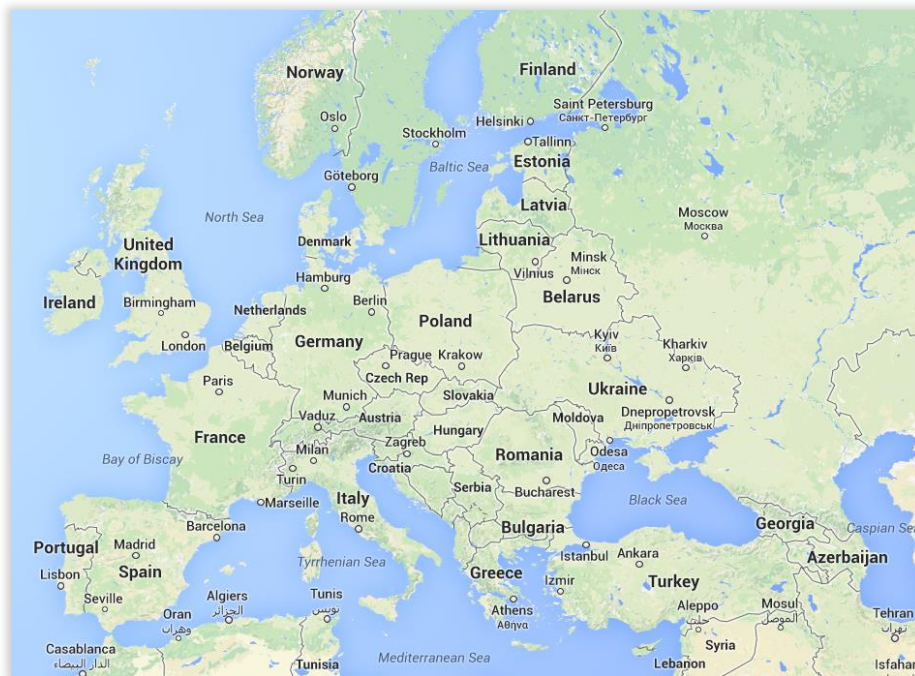 Norway
Finland
Oslo
Saint Petersburg
Санкт-Петербург
Helsinki
Stockholm
Tallinn
Baltic Sea
Estonia
Göteborg
Latvia
North Sea
Moscow
Москва
Denmark
Lithuania
United
Kingdom
Minsk
Мінск
Vilnius
Hamburg
Ireland
Birmingham
Berlin
Belarus
Netherlands
Poland
London
Belgium
Germany
Kyiv
Київ
Kharkiv
Харків
Prague
Krakow
Czech Rep
Paris
Ukraine
Munich
Slovakia
Vaduz
Austria
Moldova
Dnepropetrovsk
Дніпропетровськ
France
Hungary
Zagreb
Milan
Romania
Odesa
Одеса
Bay of Biscay
Turin
Croatia
Serbia
Bucharest
Black Sea
Marseille
Italy
Rome
Barcelona
Bulgaria
Georgia
Caspian Sea
Portugal
Madrid
Spain
Tyrrhenian Sea
Istanbul
Ankara
Azerbaijan
Greece
Izmir
Turkey
Lisbon
Seville
Algiers
الجزائر
Tunis
تونس
Oran
وهران
Athens
Αθήνα
Aleppo
حلب
Mosul
الموصل
Tehran
تهران
Casablanca
الدار البيضاء
Tunisia
Mediterranean Sea
Syria
Lebanon
Isfahan